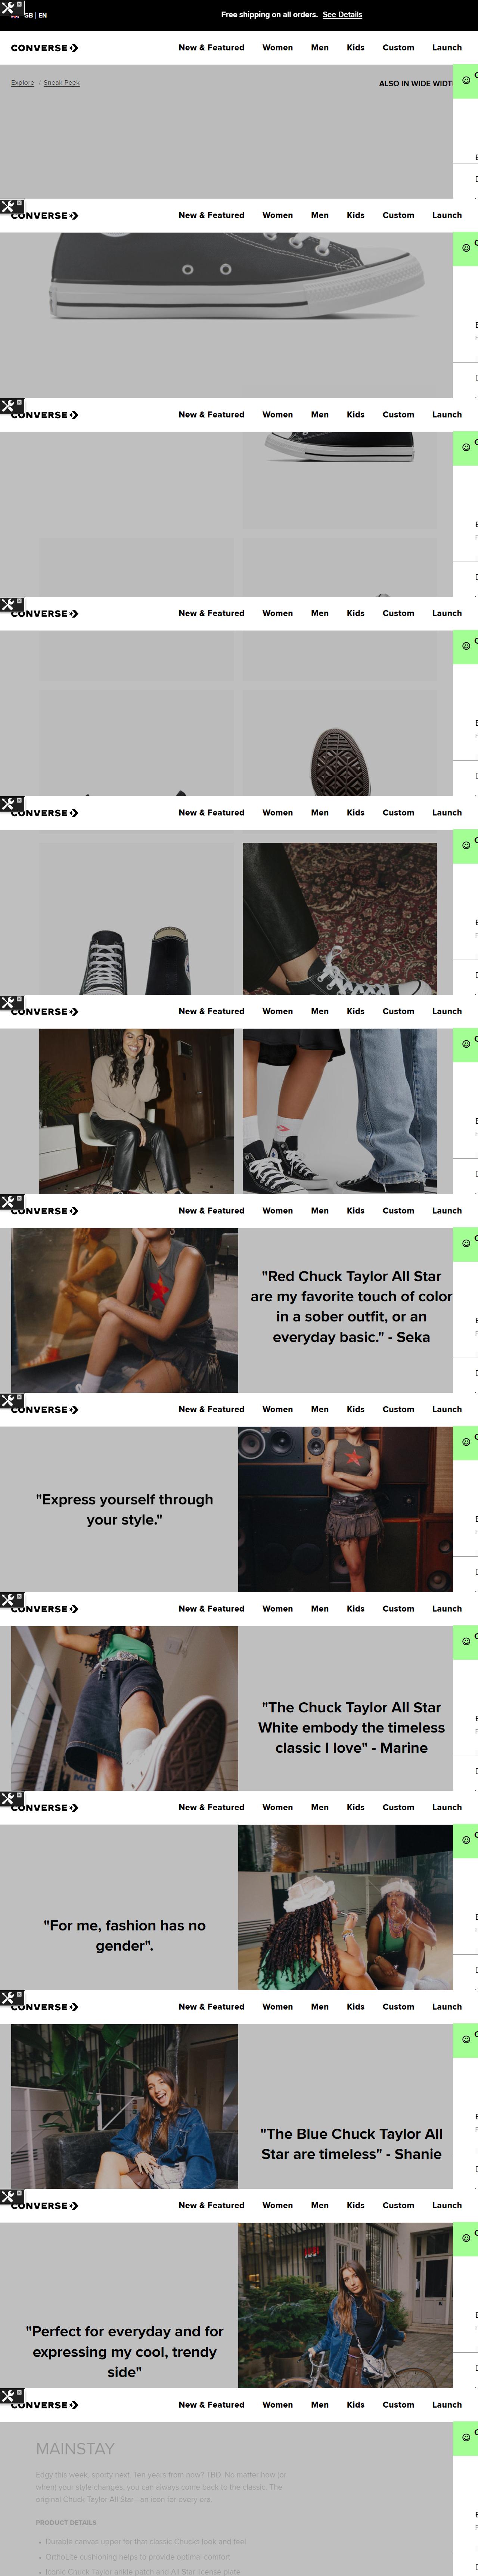 GB | EN
Free shipping on all orders. See Details
CONVERSE
New & Featured Women Men Kids Custom Launch
Explore / Sneak Peek
ALSO IN WIDE
CONVERSE
New & Featured Women Men Kids Custom Launch
CONVERSE
New & Featured Women Men Kids Custom Launch
CONVERSE
New & Featured Women Men Kids Custom Launch
CONVERSE
New & Featured Women Men Kids Custom Launch
CONVERSE
New & Featured Women Men Kids Custom Launch
CONVERSE
New & Featured Women Men Kids Custom Launch
"Red Chuck Taylor All Star
are my favorite touch of color
in a sober outfit, or an
everyday basic." - Seka
CONVERSE
New & Featured Women Men Kids Custom Launch
"Express yourself through
your style."
CONVERSE
New & Featured Women Men Kids Custom Launch
"The Chuck Taylor All Star
White embody the timeless
classic I love" - Marine
CONVERSE
New & Featured Women Men Kids Custom Launch
"For me, fashion has no
gender".
CONVERSE
New & Featured Women Men Kids Custom Launch
"The Blue Chuck Taylor All
Star are timeless" - Shanie
CONVERSE
New & Featured Women Men Kids Custom Launch
"Perfect for everyday and for
expressing my cool, trendy
side"
CONVERSE
New & Featured Women Men Kids Custom Launch
MAINSTAY
Edgy this week, sporty next. Ten years from now? TBD. No matter how (or
when) your style changes, you can always come back to the classic. The
original Chuck Taylor All Star—an icon for every era.
PRODUCT DETAILS
• Durable canvas upper for that classic Chucks look and feel
• OrthoLite cushioning helps to provide optimal comfort
• Iconic Chuck Taylor ankle patch and All Star license plate